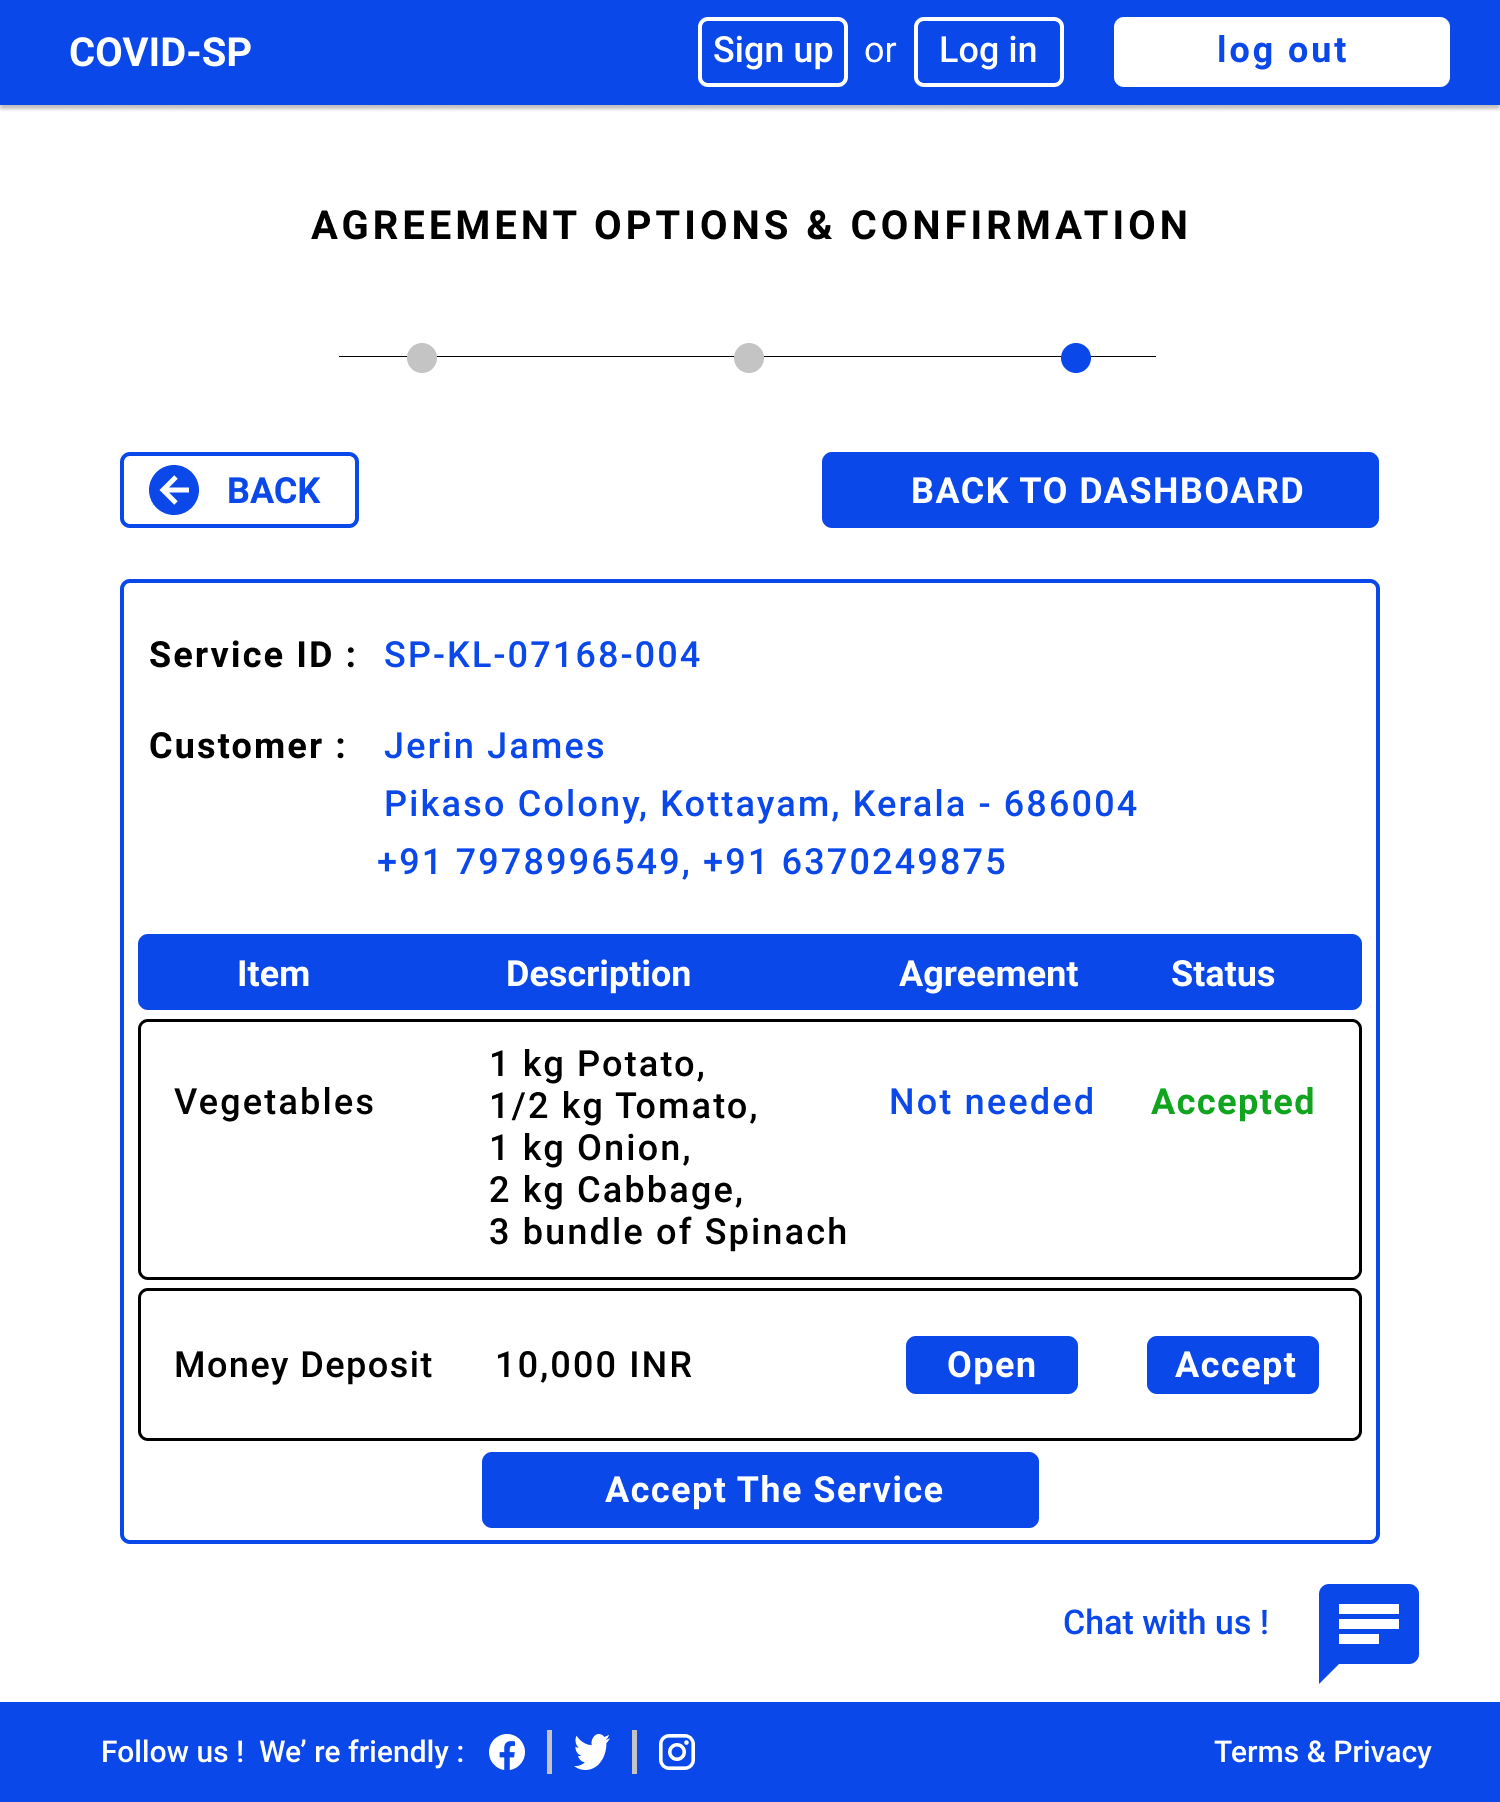 COVID-SP
Sign up or Log in log out
AGREEMENT OPTIONS & CONFIRMATION
BACK
BACK TO DASHBOARD
Service ID : SP-KL-07168-004
Customer : Jerin James
Pikaso Colony, Kottayam, Kerala - 686004
+91 7978996549, +91 6370249875
Item Description Agreement Status
1 kg Potato,
Vegetables 1/2 kg Tomato, Not needed Accepted
1 kg Onion,
2 kg Cabbage,
3 bundle of Spinach
Money Deposit 10,000 INR Open Accept
Accept The Service
Chat with us !
Follow us ! We’ re friendly :
Terms & Privacy